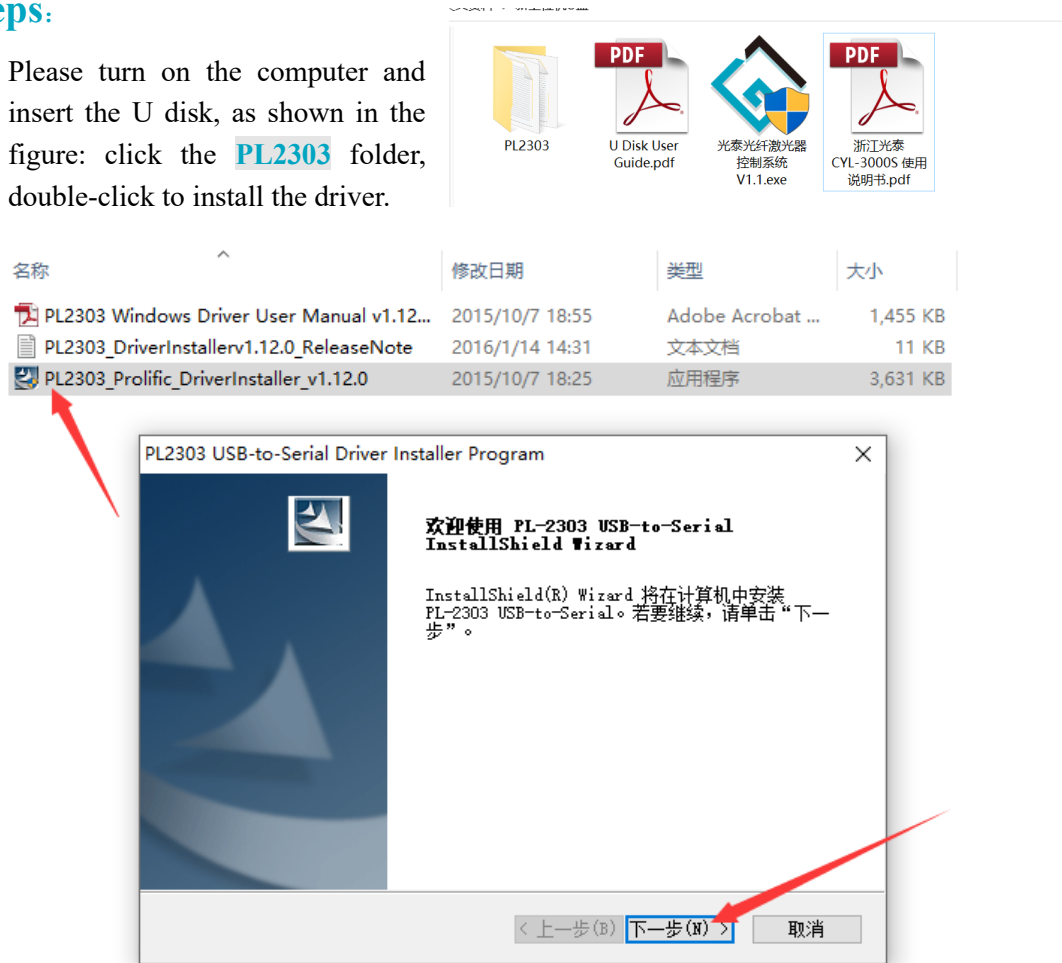 eps:
Please turn on the computer and
insert the U disk, as shown in the
figure: click the PL2303 folder,
double-click to install the driver.
PDF
PDF
PL2303
U Disk User
Guide.pdf
光泰光纤激光器
控制系统
V1.1.exe
浙江光泰
CYL-3000S 使用
说明书.pdf
名称 修改日期 类型 大小
PL2303 Windows Driver User Manual v1.12... 2015/10/7 18:55 Adobe Acrobat ... 1,455 KB
PL2303_DriverInstallerv1.12.0_ReleaseNote 2016/1/14 14:31 文本文档 11 KB
PL2303_Prolific_DriverInstaller_v1.12.0 2015/10/7 18:25 应用程序 3,631 KB
PL2303 USB-to-Serial Driver Installer Program
欢迎使用 PL-2303 USB-to-Serial
InstallShield Wizard
InstallShield(R) Wizard 将在计算机中安装
PL-2303 USB-to-Serial。若要继续，请单击“下一
步”。
< 上一步(B) 下一步(N) > 取消